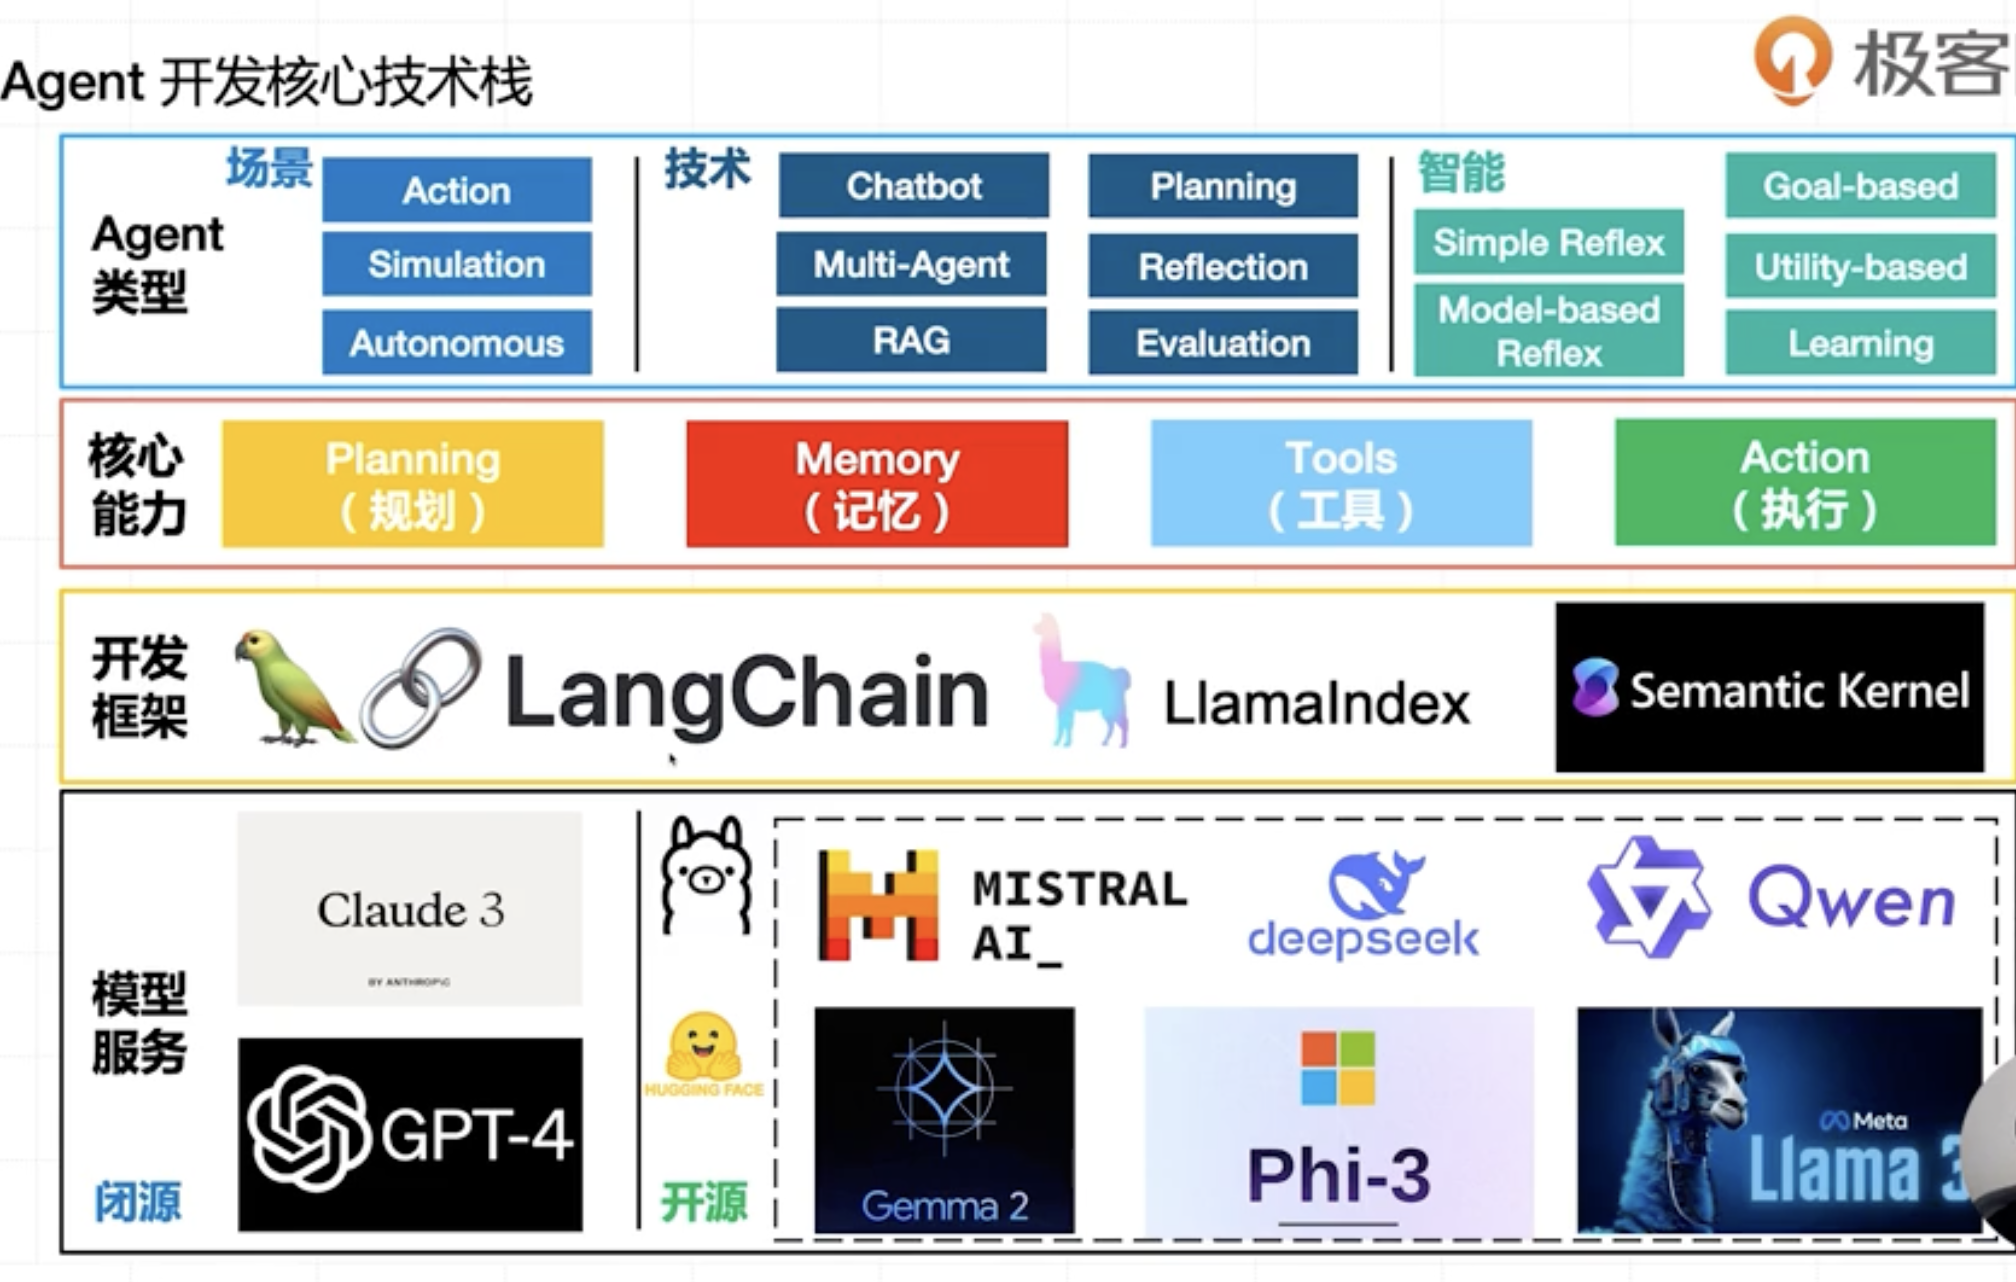 Agent 开发核心技术栈
极客
场景
Action
Simulation
Autonomous
Agent
类型
技术
Chatbot
Multi-Agent
RAG
Planning
Reflection
Evaluation
智能
Simple Reflex
Model-based
Reflex
Goal-based
Utility-based
Learning
核心
能力
Planning
（规划）
Memory
（记忆）
Tools
（工具）
Action
（执行）
开发
框架
LangChain
LlamaIndex
Semantic Kernel
模型
服务
闭源
Claude 3
BY ANTHROP\C
GPT-4
HUGGING FACE
开源
MISTRAL
AI_
deepseek
Qwen
Gemma 2
Phi-3
Meta
Llama 3